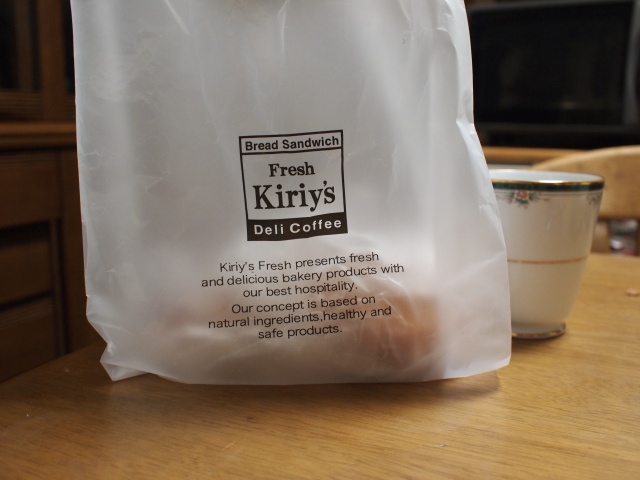 Bread Sandwich
Fresh
Kiriy's
Deli Coffee
Kiriy's Fresh presents fresh
and delicious bakery products with
our best hospitality.
Our concept is based on
natural ingredients,healthy and
safe products.